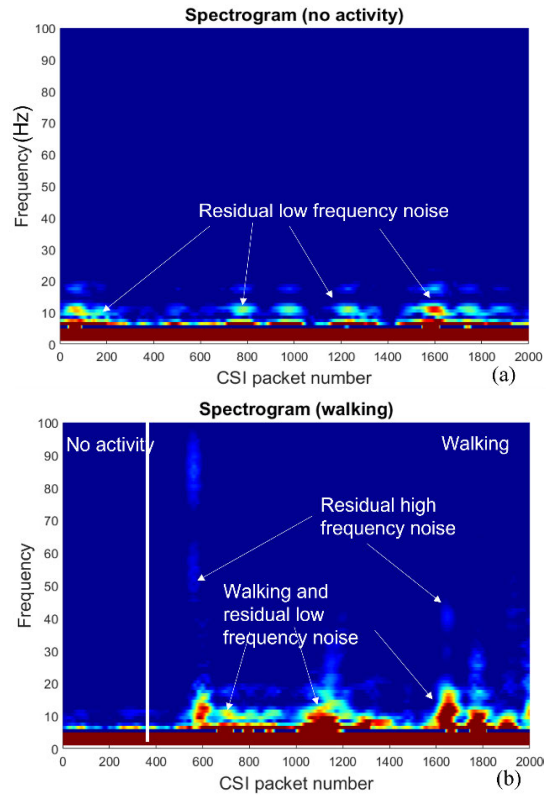 Spectrogram (no activity)
100
90
80
70
60
50
40
30
20
10
0
Frequency(Hz)
Residual low frequency noise
0 200 400 600 800 1000 1200 1400 1600 1800 2000
CSI packet number
(a)
Spectrogram (walking)
100
90
80
70
60
50
40
30
20
10
0
Frequency
No activity
Walking
Residual high
frequency noise
Walking and
residual low
frequency noise
0 200 400 600 800 1000 1200 1400 1600 1800 2000
CSI packet number
(b)